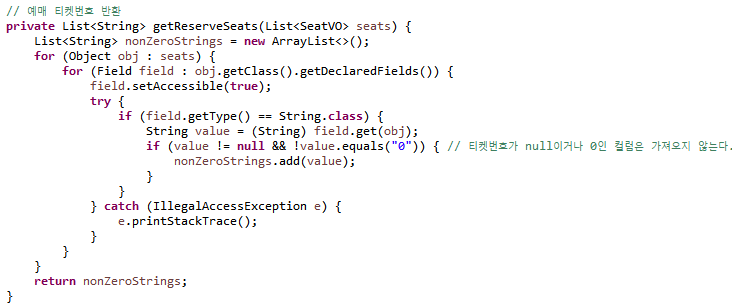 // 예매 티켓번호 반환
private List<String> getReserveSeats(List<SeatVO> seats) {
    List<String> nonZeroStrings = new ArrayList<>();
    for (Object obj : seats) {
        for (Field field : obj.getClass().getDeclaredFields()) {
            field.setAccessible(true);
            try {
                if (field.getType() == String.class) {
                    String value = (String) field.get(obj);
                    if (value != null && !value.equals("0")) { // 티켓번호가 null이거나 0인 컬럼은 가져오지 않는다.
                        nonZeroStrings.add(value);
                    }
                }
            } catch (IllegalAccessException e) {
                e.printStackTrace();
            }
        }
    }
    return nonZeroStrings;
}